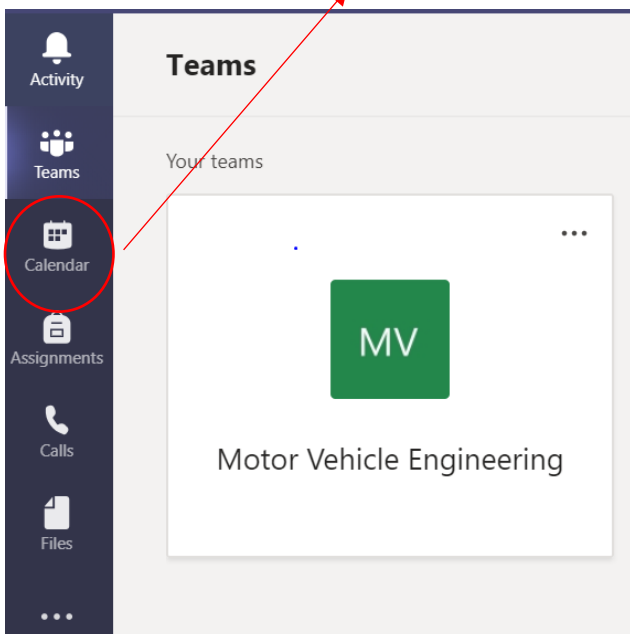 Activity
Teams
Calendar
Assignments
Calls
Files
Teams
Your teams
MV
Motor Vehicle Engineering